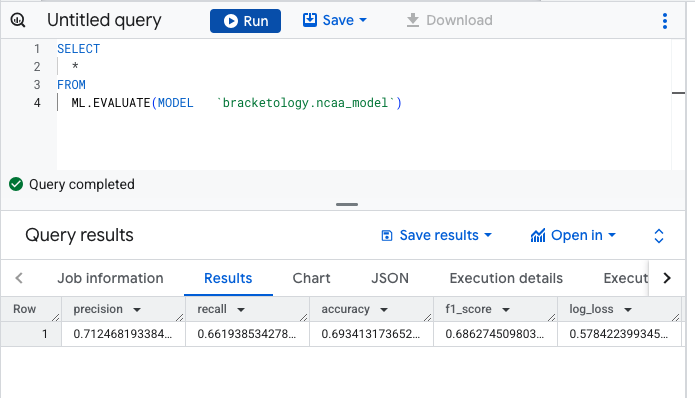 Untitled query Run Save Download
1 SELECT
2 *
3 FROM
4 ML.EVALUATE(MODEL `bracketology.ncaa_model`)
Query completed
Query results Save results Open in
Job information Results Chart JSON Execution details Execut
Row precision recall accuracy f1_score log_loss
1 0.712468193384... 0.661938534278... 0.693413173652... 0.686274509803... 0.578422399345...